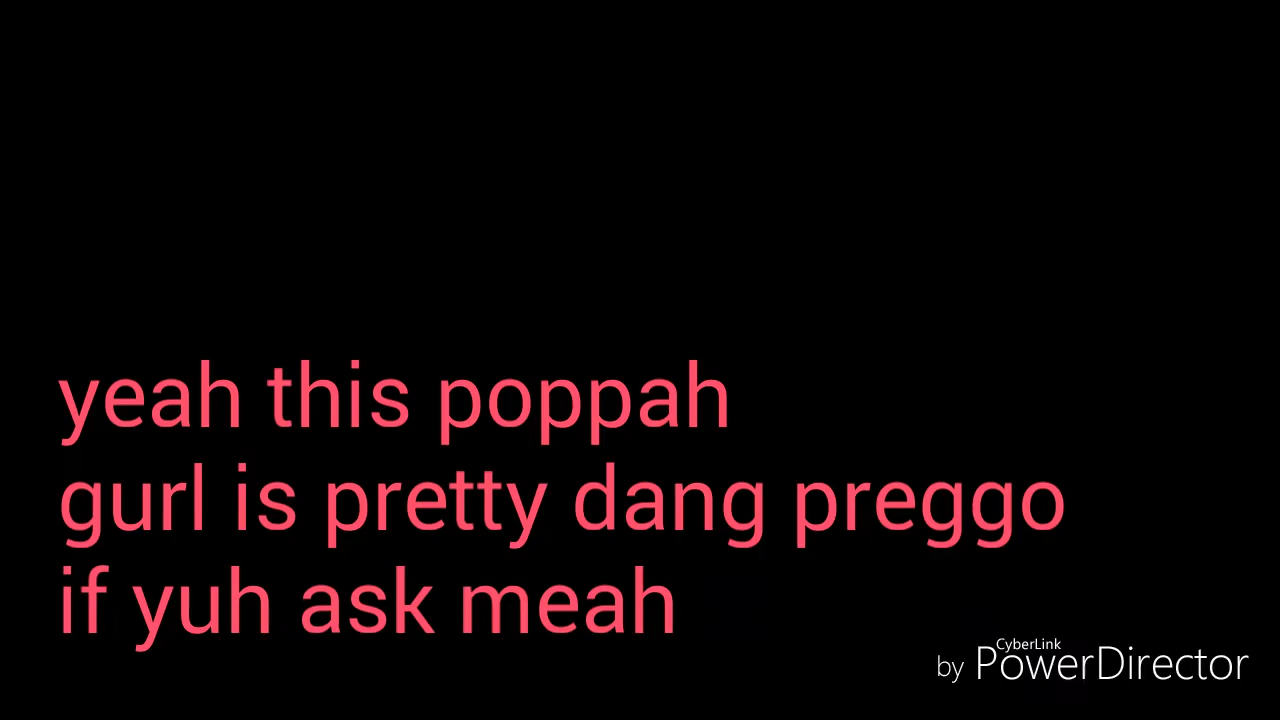 yeah this poppah
gurl is pretty dang preggo
if yuh ask meah
CyberLink
by PowerDirector